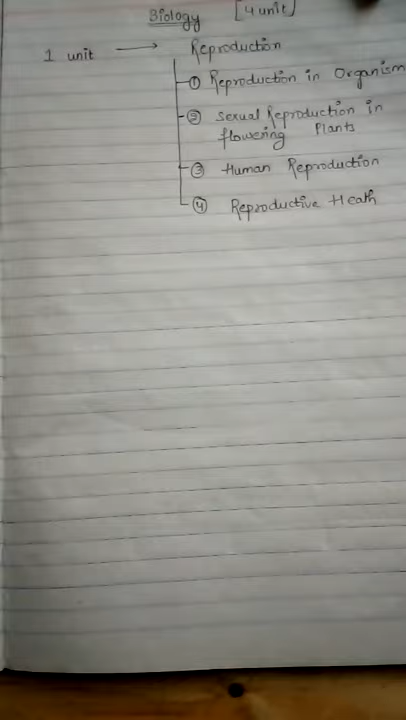 Biology [4 unit]
1 unit → Reproduction
① Reproduction in Organism
② Sexual Reproduction in
flowering Plants
③ Human Reproduction
④ Reproductive Heath